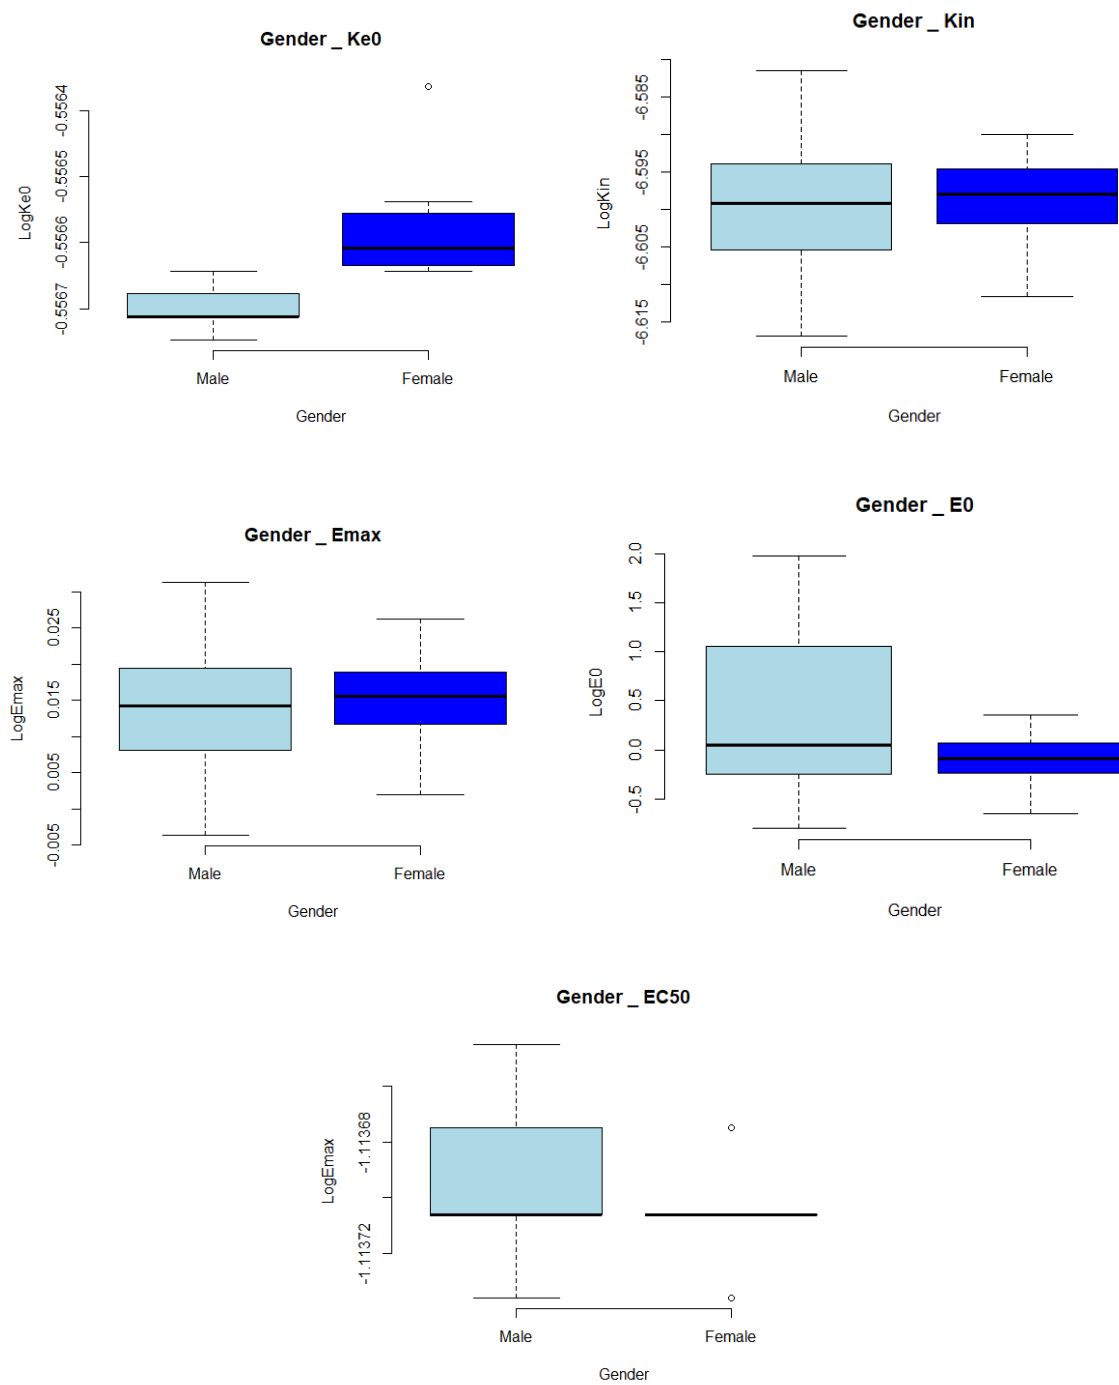 Gender _ Ke0
LogKe0
-0.5564
-0.5565
-0.5566
-0.5567
Male
Female
Gender
Gender _ Kin
LogKin
-6.585
-6.595
-6.605
-6.615
Male
Female
Gender
Gender _ Emax
LogEmax
0.025
0.015
0.005
-0.005
Male
Female
Gender
Gender _ E0
LogE0
2.0
1.5
1.0
0.5
0.0
-0.5
Male
Female
Gender
Gender _ EC50
LogEmax
-1.11368
-1.11372
Male
Female
Gender